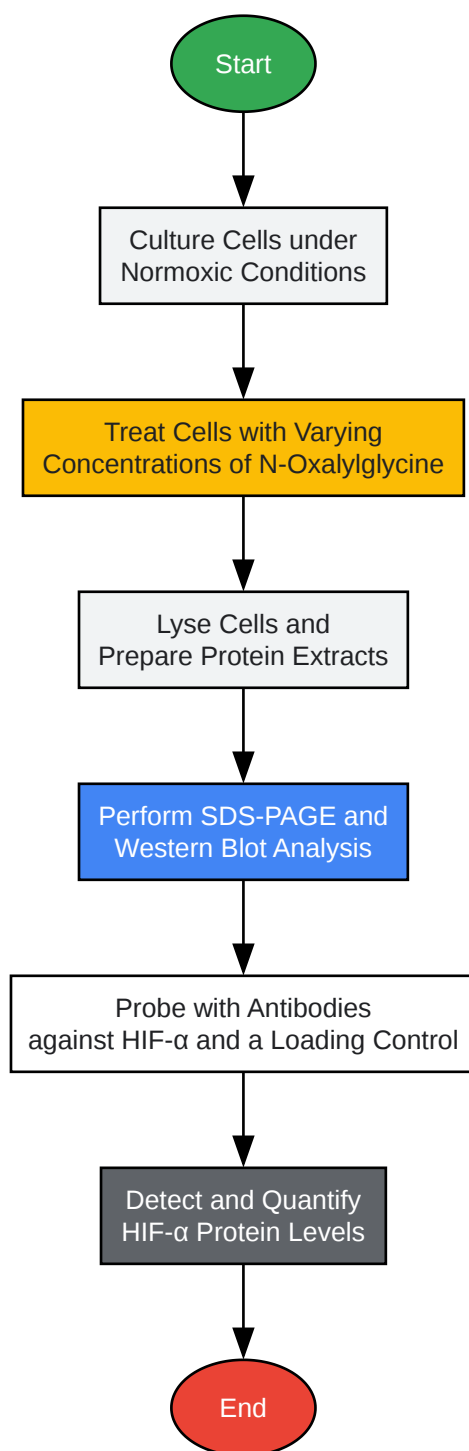 Start
Culture Cells under
Normoxic Conditions
Treat Cells with Varying
Concentrations of N-Oxalylglycine
Lyse Cells and
Prepare Protein Extracts
Perform SDS-PAGE and
Western Blot Analysis
Probe with Antibodies
against HIF-α and a Loading Control
Detect and Quantify
HIF-α Protein Levels
End